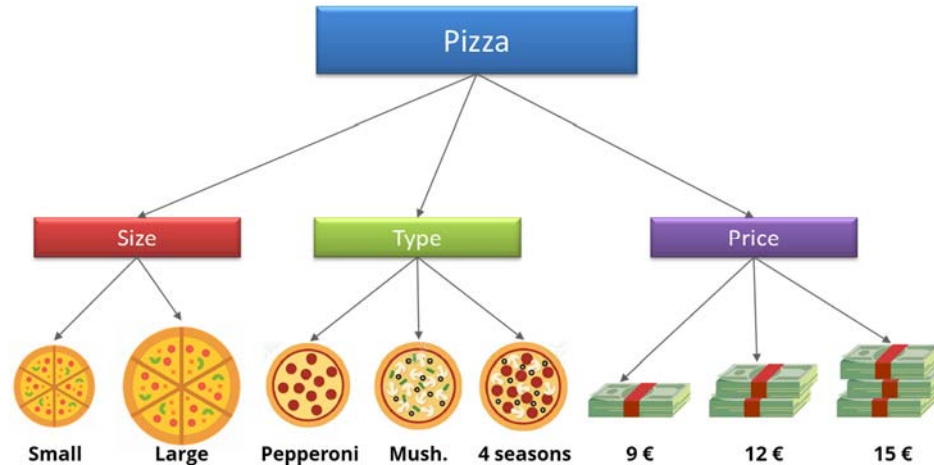 Pizza
Size Type Price
Small Large Pepperoni Mush. 4 seasons 9 € 12 € 15 €